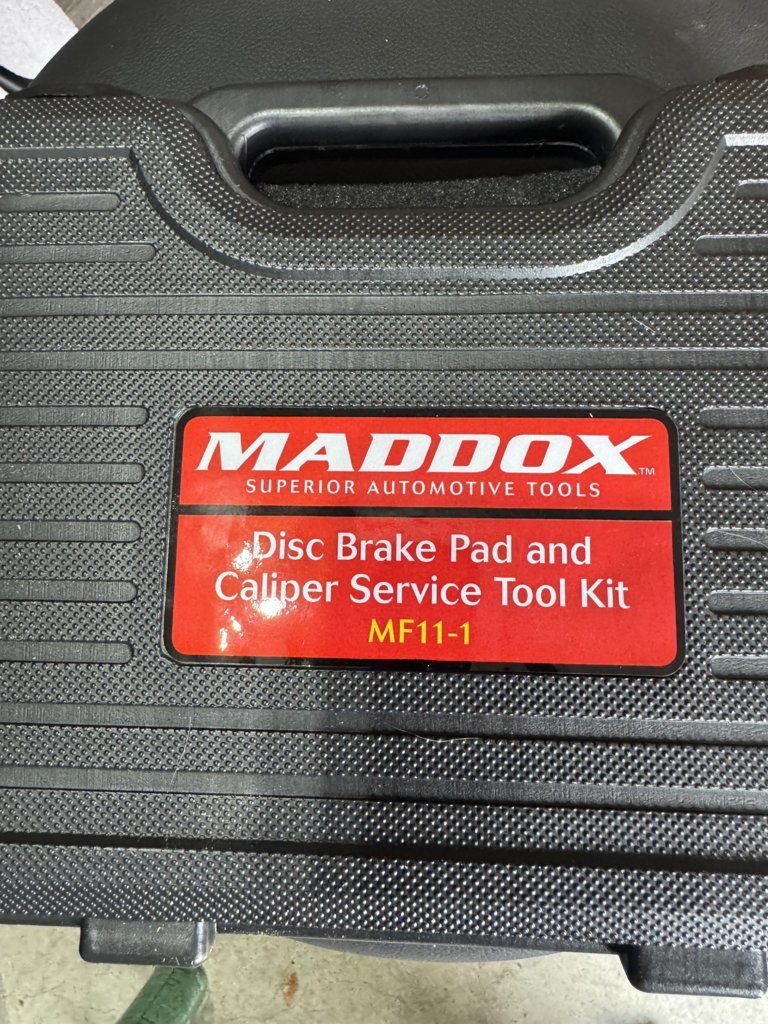 MADDOX™
SUPERIOR AUTOMOTIVE TOOLS
Disc Brake Pad and
Caliper Service Tool Kit
MF11-1